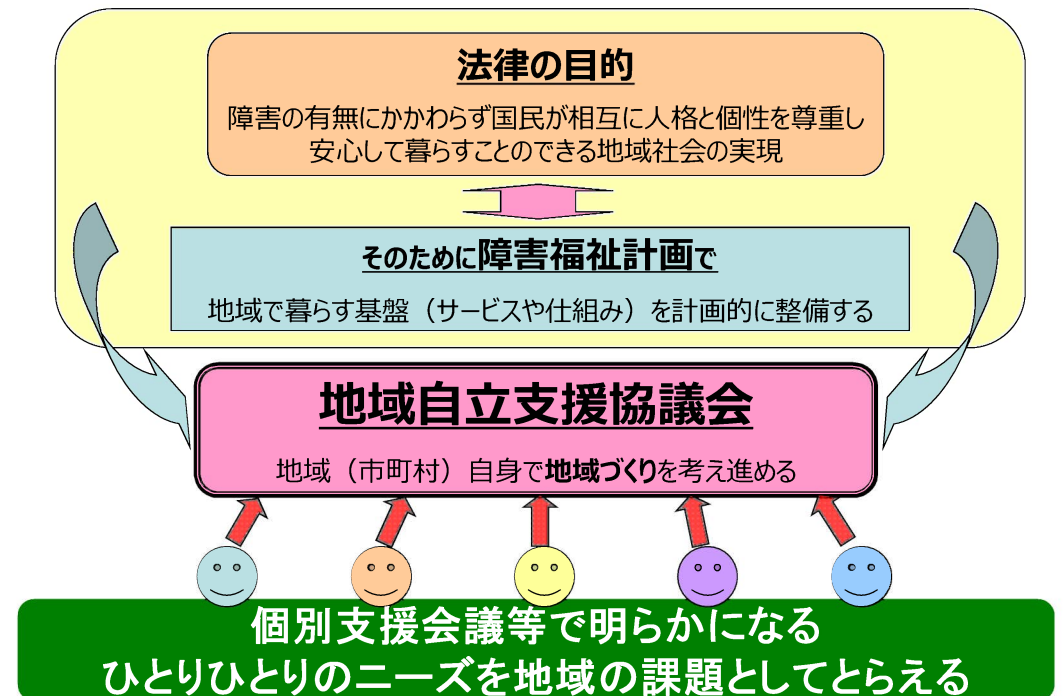 法律の目的
障害の有無にかかわらず国民が相互に人格と個性を尊重し
安心して暮らすことのできる地域社会の実現
そのために障害福祉計画で
地域で暮らす基盤（サービスや仕組み）を計画的に整備する
地域自立支援協議会
地域（市町村）自身で地域づくりを考え進める
個別支援会議等で明らかになる
ひとりひとりのニーズを地域の課題としてとらえる